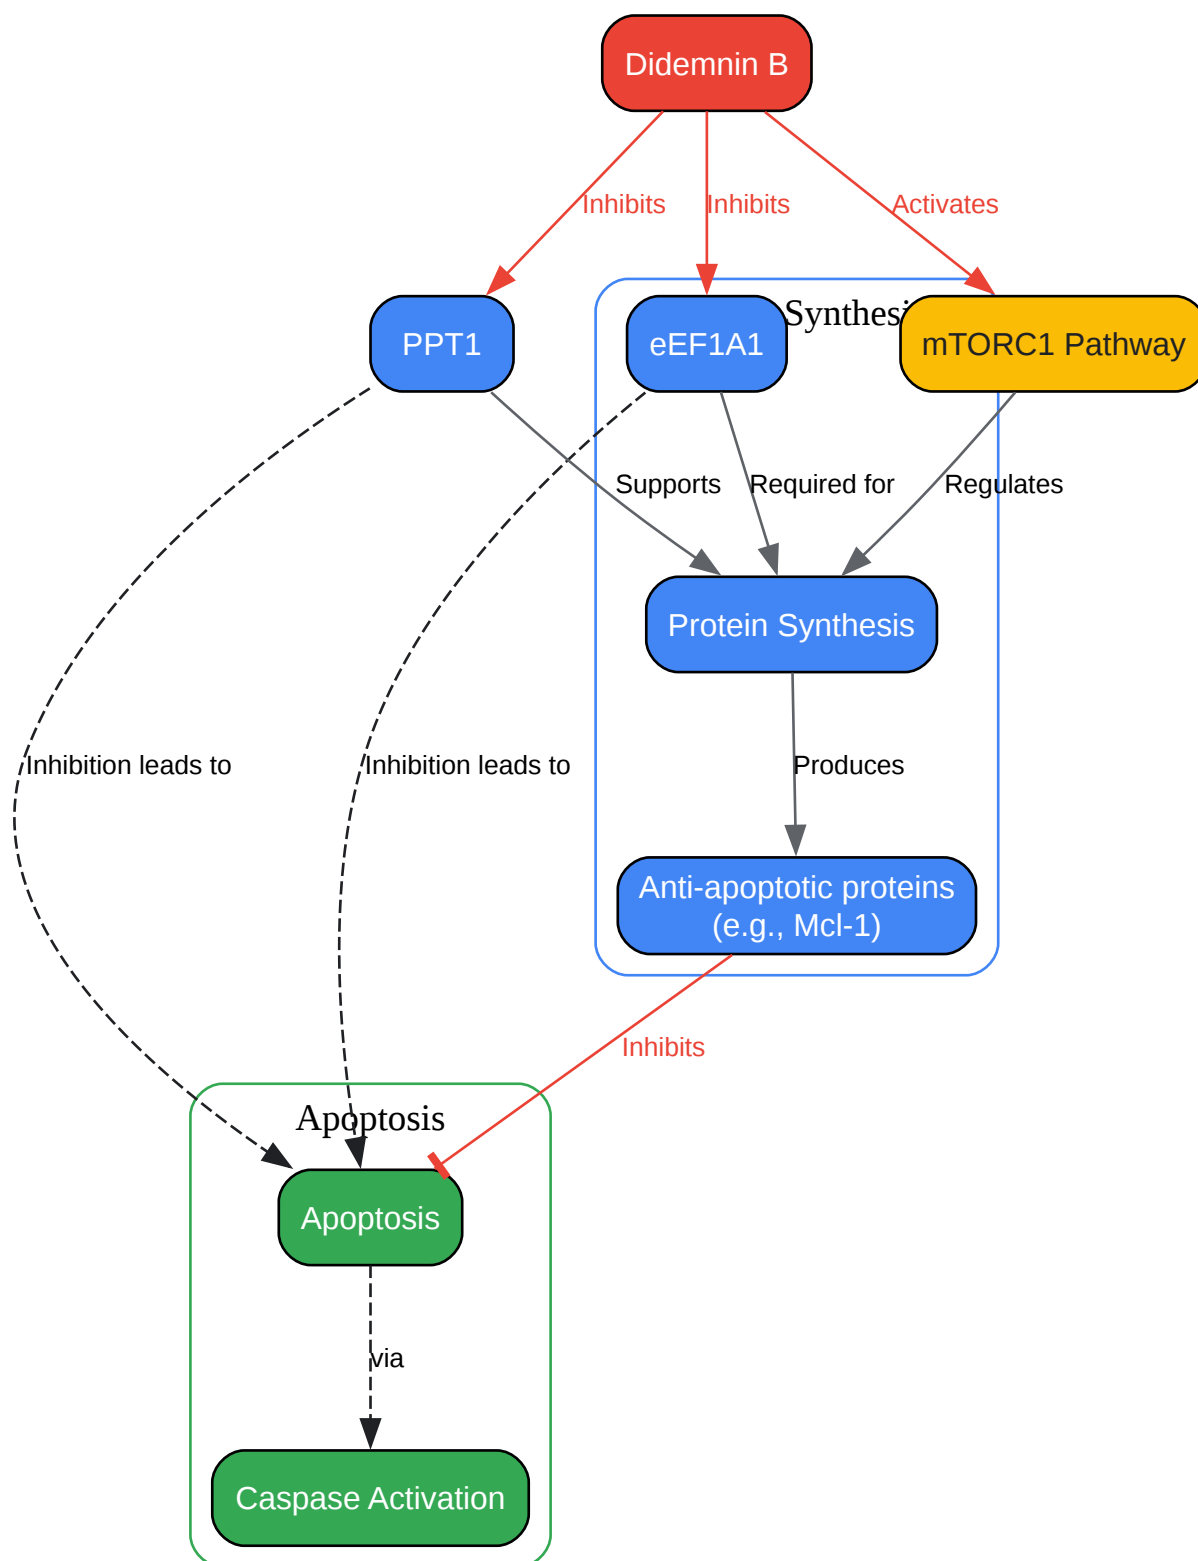 Didemnin B
Inhibits
Inhibits
Activates
Synthesi
PPT1
eEF1A1
mTORC1 Pathway
Supports
Required for
Regulates
Protein Synthesis
Inhibition leads to
Inhibition leads to
Produces
Anti-apoptotic proteins
(e.g., Mcl-1)
Inhibits
Apoptosis
Apoptosis
via
Caspase Activation